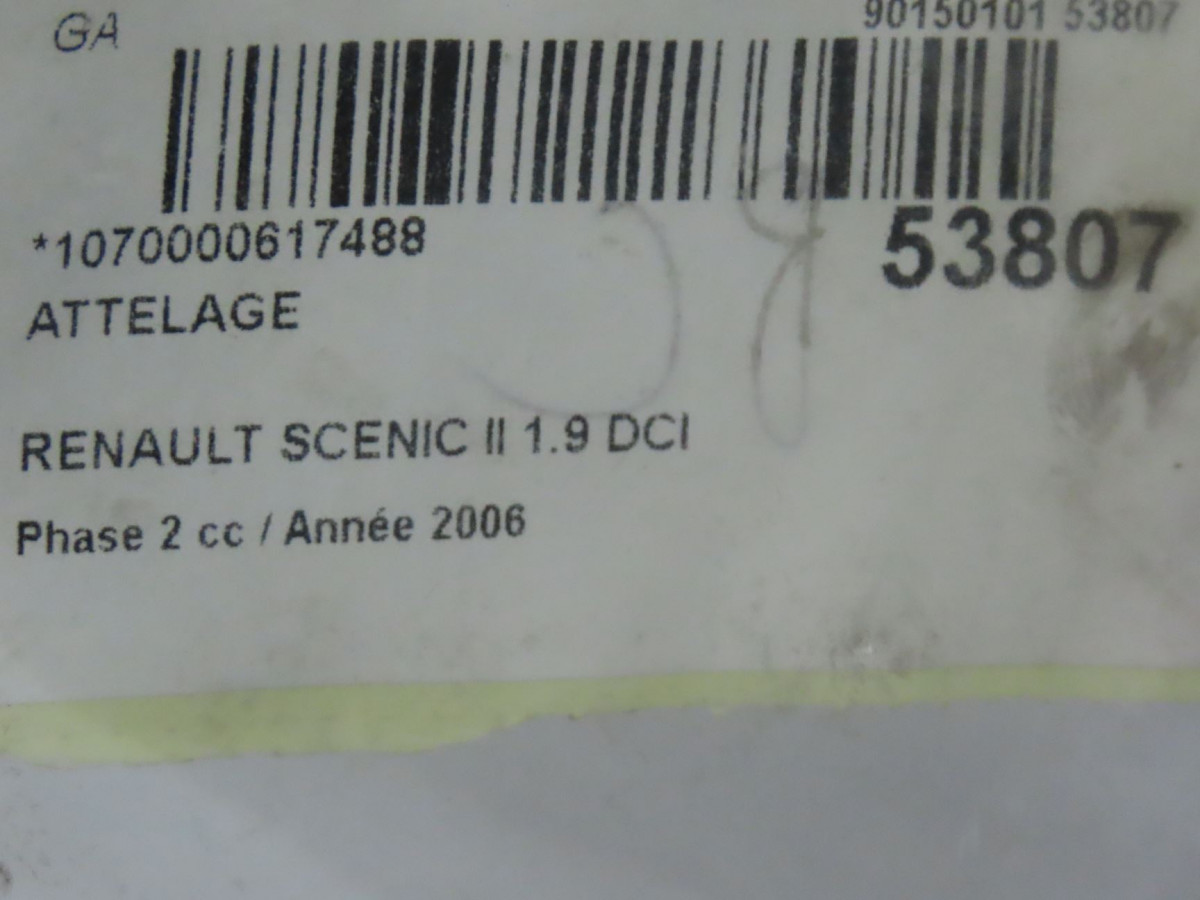 GA
90150101 53807
*1070000617488
53807
ATTELAGE
RENAULT SCENIC II 1.9 DCI
Phase 2 cc / Année 2006